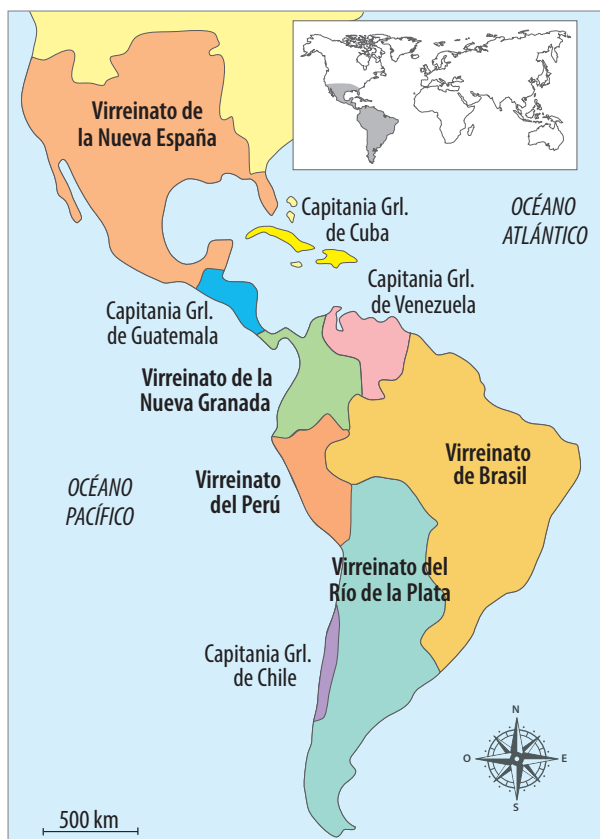 Virreinato de
la Nueva España
Capitania Grl.
de Cuba
OCÉANO
ATLÁNTICO
Capitania Grl.
de Venezuela
Capitania Grl.
de Guatemala
Virreinato de la
Nueva Granada
Virreinato
de Brasil
OCÉANO
PACÍFICO
Virreinato
del Perú
Virreinato del
Río de la Plata
Capitania Grl.
de Chile
N
O
E
S
500 km